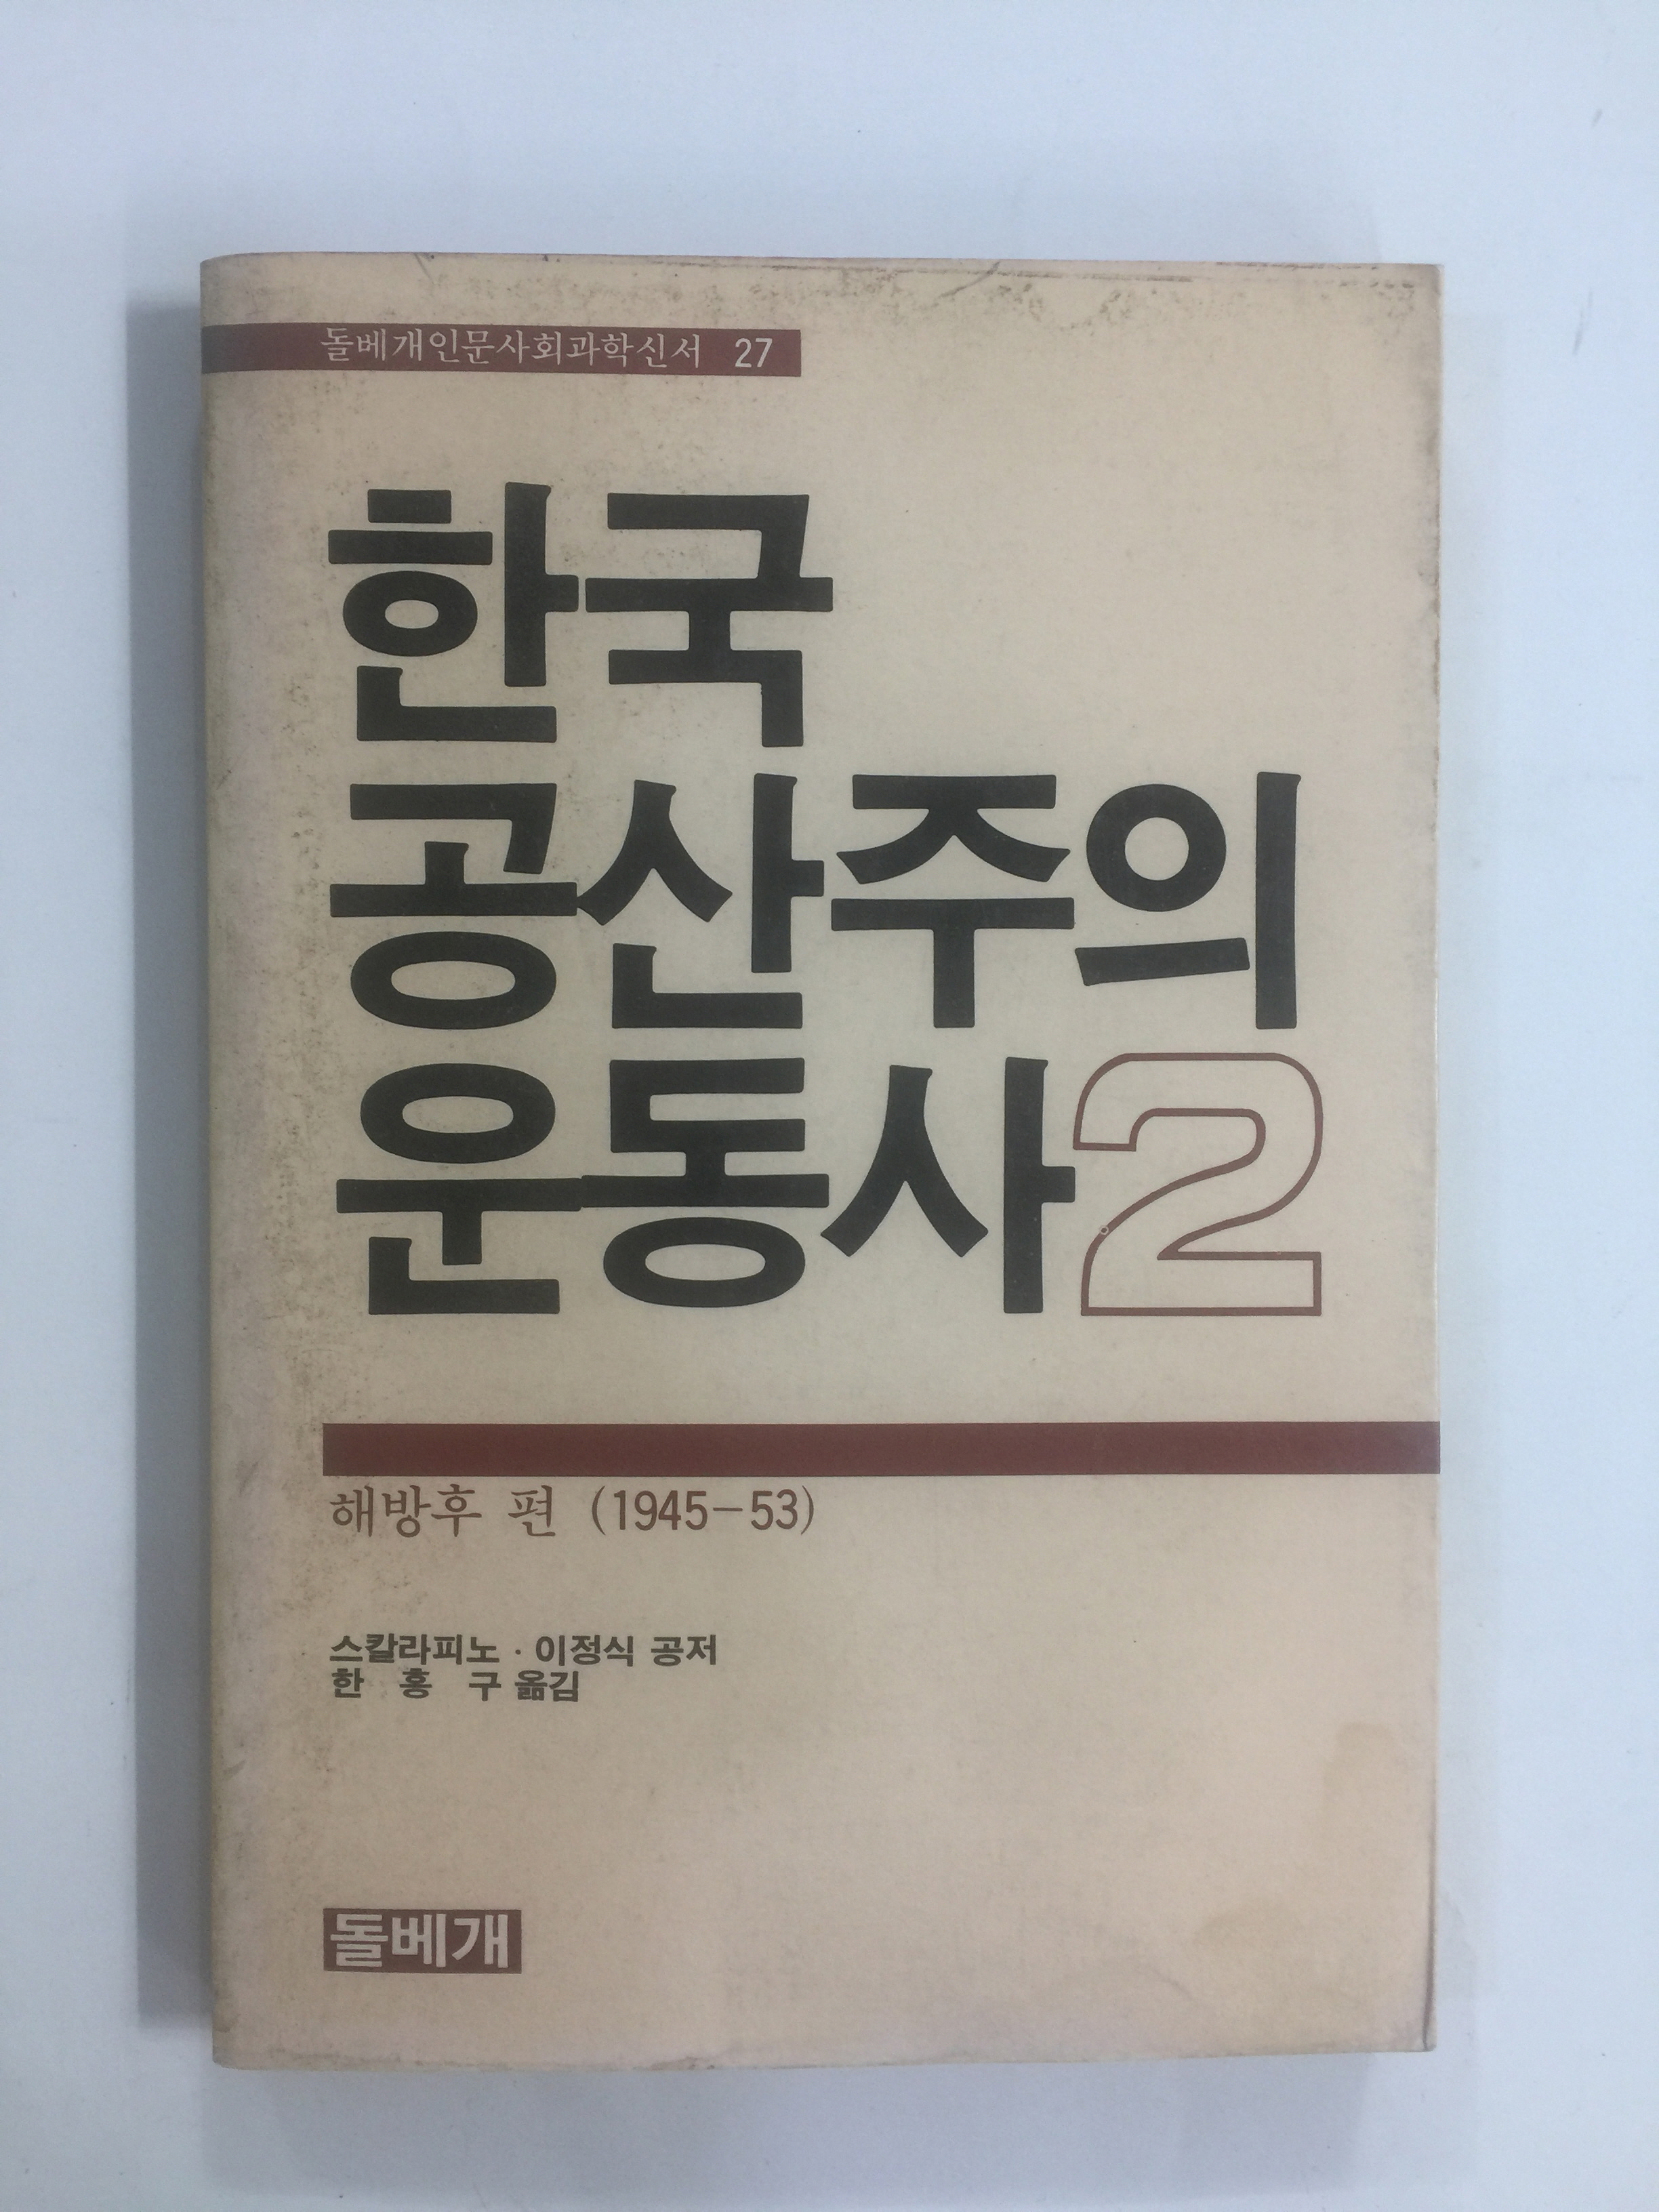 돌베개인문사회과학신서 27
한국
공산주의
운동사2
해방후 편 (1945-53)
스칼라피노 · 이정식 공저
한 홍 구 옮김
돌베개